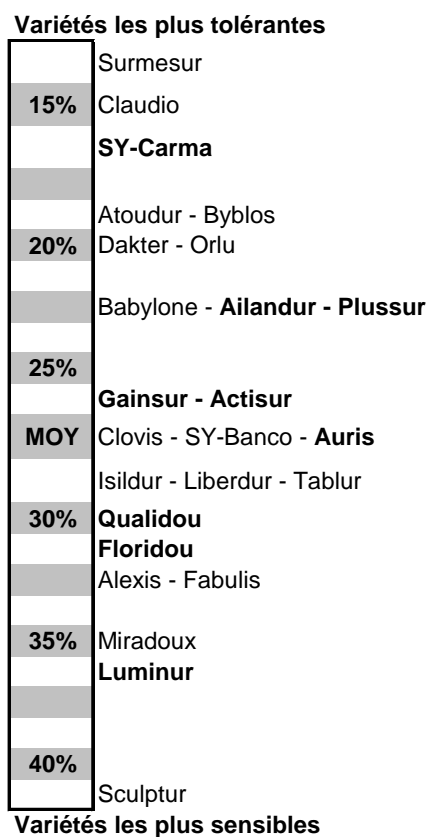 Variétés les plus tolérantes
Surmesur
15% Claudio
SY-Carma
Atoudur - Byblos
20% Dakter - Orlu
Babylone - Ailandur - Plussur
25%
Gainsur - Actisur
MOY Clovis - SY-Banco - Auris
Isildur - Liberdur - Tablur
30% Qualidou
Floridou
Alexis - Fabulis
35% Miradoux
Luminur
40%
Sculptur
Variétés les plus sensibles